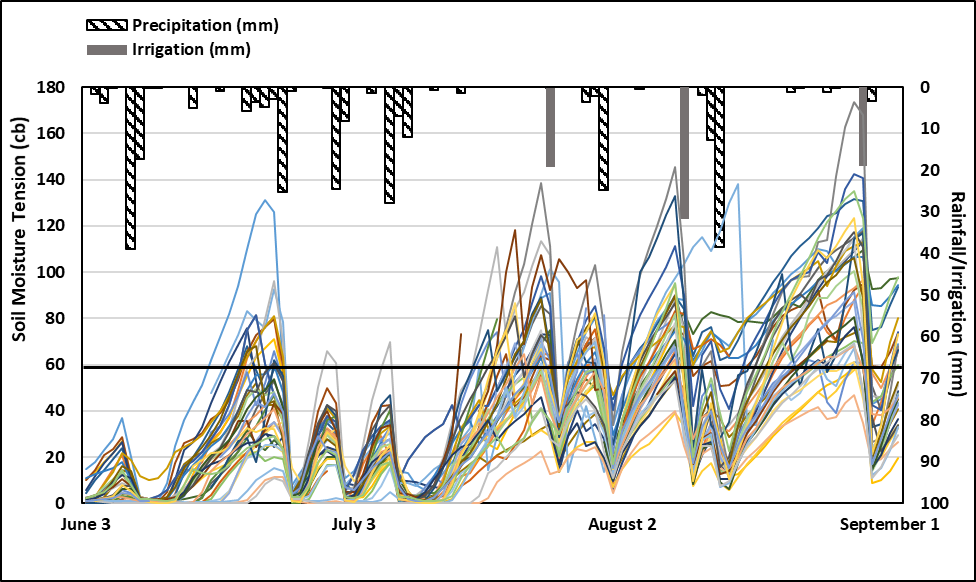 Precipitation (mm)
Irrigation (mm)
Soil Moisture Tension (cb)
180
160
140
120
100
80
60
40
20
0
0
10
20
30
40
50
60
70
80
90
100
Rainfall/Irrigation (mm)
June 3
July 3
August 2
September 1